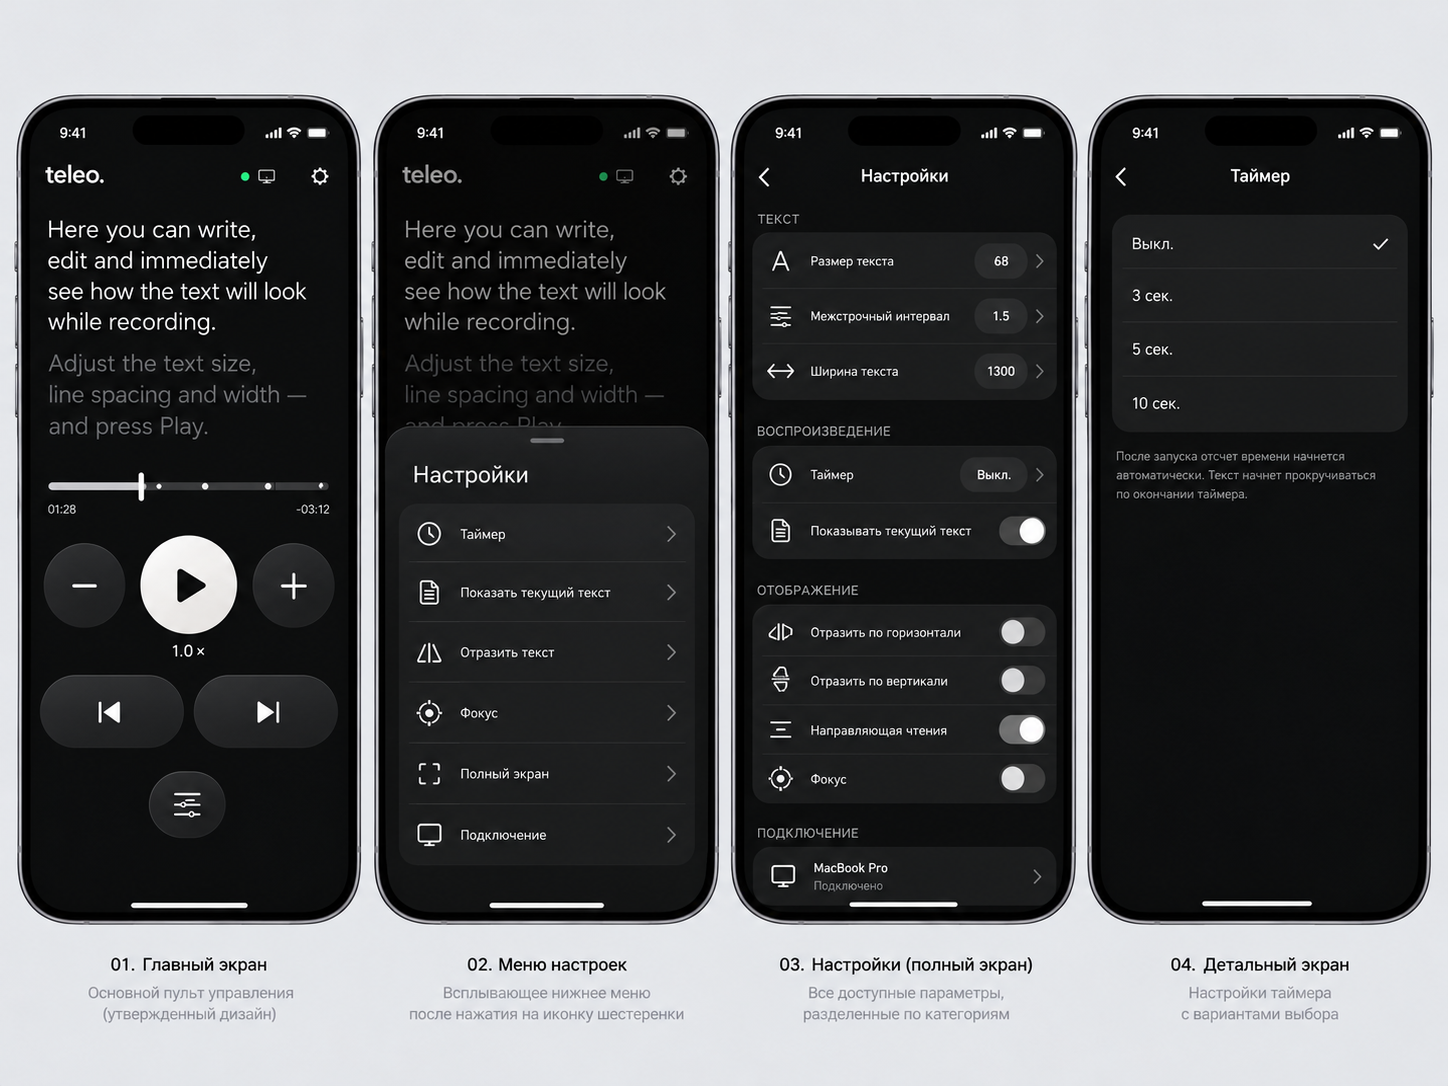 9:41
teleo.
Here you can write,
edit and immediately
see how the text will look
while recording.
Adjust the text size,
line spacing and width —
and press Play.
01:28
-03:12
1.0×
9:41
teleo.
Here you can write,
edit and immediately
see how the text will look
while recording.
Adjust the text size,
line spacing and width —
and press Play.
Настройки
Таймер
Показать текущий текст
Отразить текст
Фокус
Полный экран
Подключение
9:41
Настройки
ТЕКСТ
Размер текста 68
Межстрочный интервал 1.5
Ширина текста 1300
ВОСПРОИЗВЕДЕНИЕ
Таймер Выкл.
Показывать текущий текст
ОТОБРАЖЕНИЕ
Отразить по горизонтали
Отразить по вертикали
Направляющая чтения
Фокус
ПОДКЛЮЧЕНИЕ
MacBook Pro
Подключено
9:41
Таймер
Выкл.
3 сек.
5 сек.
10 сек.
После запуска отсчет времени начнется
автоматически. Текст начнет прокручиваться
по окончании таймера.
01. Главный экран
Основной пульт управления
(утвержденный дизайн)
02. Меню настроек
Всплывающее нижнее меню
после нажатия на иконку шестеренки
03. Настройки (полный экран)
Все доступные параметры,
разделенные по категориям
04. Детальный экран
Настройки таймера
с вариантами выбора